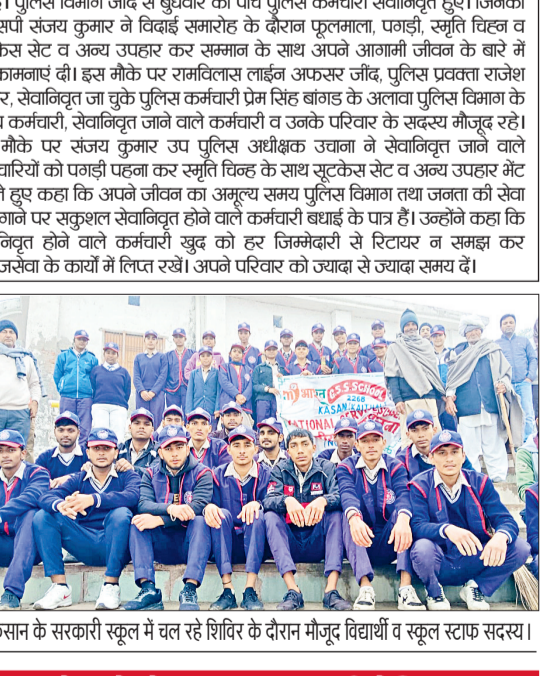 । पुलिस विभाग जींद से बुधवार को पांच पुलिस कर्मचारी सेवानिवृत हुए। जिनको
सपी संजय कुमार ने विदाई समारोह के दौरान फूलमाला, पगड़ी, स्मृति चिह्न व
केस सेट व अन्य उपहार कर सम्मान के साथ अपने आगामी जीवन के बारे में
कामनाएं दी। इस मौके पर रामविलास लाईन अफसर जींद, पुलिस प्रवक्ता राजेश
र, सेवानिवृत जा चुके पुलिस कर्मचारी प्रेम सिंह बांगड के अलावा पुलिस विभाग के
य कर्मचारी, सेवानिवृत जाने वाले कर्मचारी व उनके परिवार के सदस्य मौजूद रहे।
मौके पर संजय कुमार उप पुलिस अधीक्षक उचाना ने सेवानिवृत्त जाने वाले
चारियों को पगड़ी पहना कर स्मृति चिन्ह के साथ सूटकेस सेट व अन्य उपहार भेंट
ते हुए कहा कि अपने जीवन का अमूल्य समय पुलिस विभाग तथा जनता की सेवा
गाने पर सकुशल सेवानिवृत होने वाले कर्मचारी बधाई के पात्र हैं। उन्होंने कहा कि
निवृत होने वाले कर्मचारी खुद को हर जिम्मेदारी से रिटायर न समझ कर
जसेवा के कार्यों में लिप्त रखें। अपने परिवार को ज्यादा से ज्यादा समय दें।
G.S.S SCHOOL
2268
KASAN
NATIONAL SERVICE
कसान के सरकारी स्कूल में चल रहे शिविर के दौरान मौजूद विद्यार्थी व स्कूल स्टाफ सदस्य।